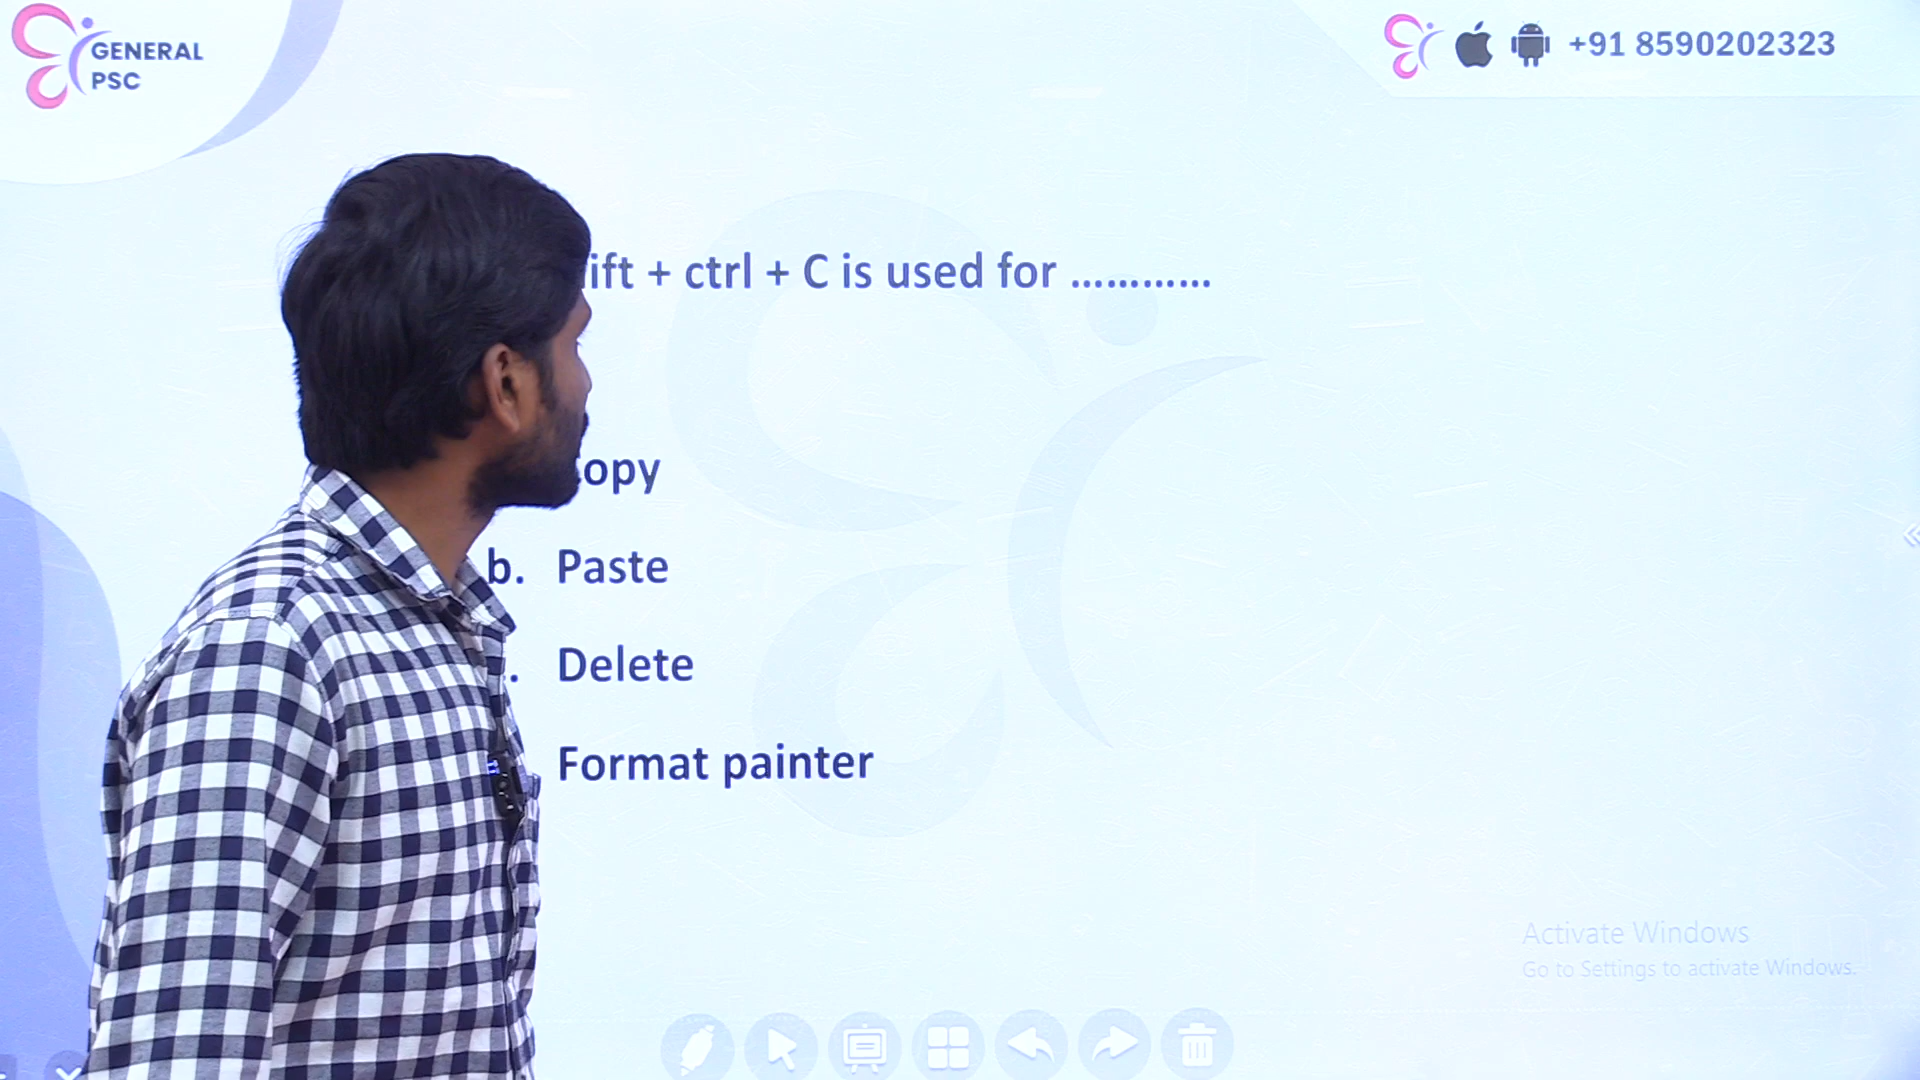 GENERAL
PSC
+91 8590202323
ift + ctrl + C is used for ............
opy
b. Paste
. Delete
Format painter
Activate Windows
Go to Settings to activate Windows.